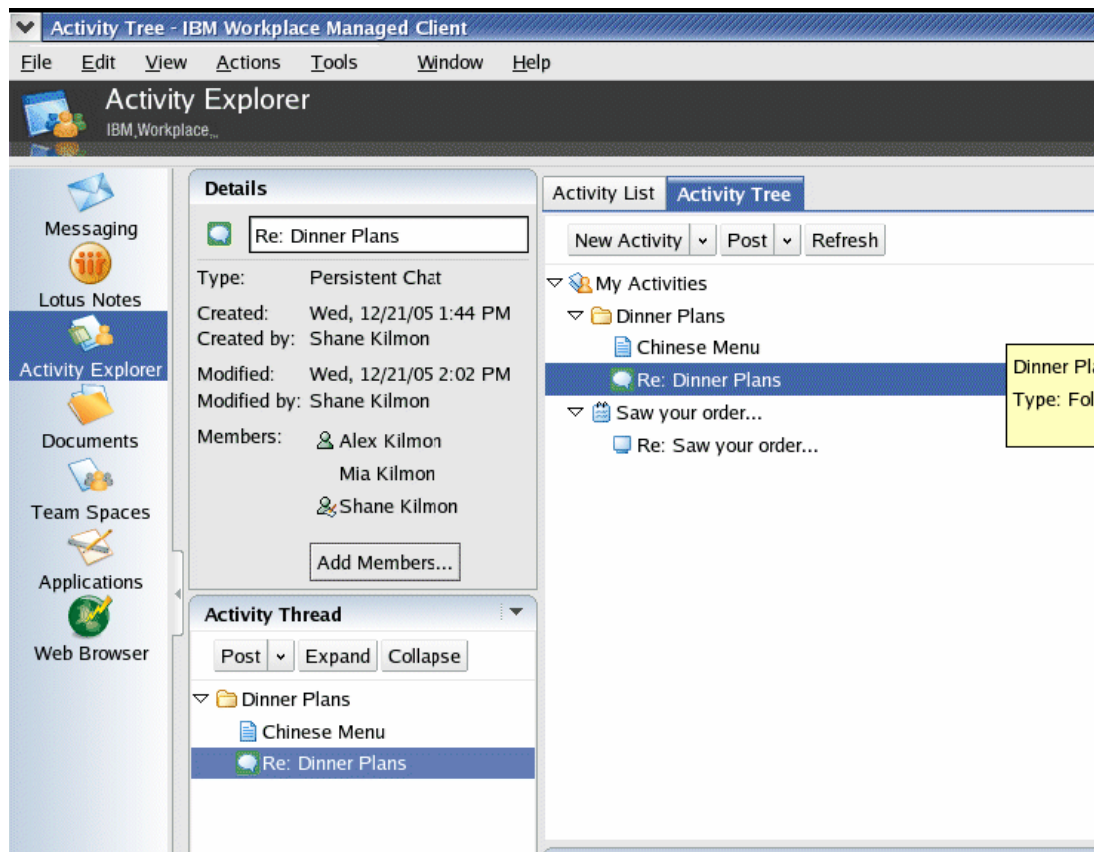 Activity Tree - IBM Workplace Managed Client
File Edit View Actions Tools Window Help
Activity Explorer
IBM Workplace™
Messaging
Lotus Notes
Activity Explorer
Documents
Team Spaces
Applications
Web Browser
Details
Re: Dinner Plans
Type: Persistent Chat
Created: Wed, 12/21/05 1:44 PM
Created by: Shane Kilmon
Modified: Wed, 12/21/05 2:02 PM
Modified by: Shane Kilmon
Members: Alex Kilmon
Mia Kilmon
Shane Kilmon
Add Members...
Activity Thread
Post Expand Collapse
Dinner Plans
Chinese Menu
Re: Dinner Plans
Activity List Activity Tree
New Activity Post Refresh
My Activities
Dinner Plans
Chinese Menu
Re: Dinner Plans
Saw your order...
Re: Saw your order...
Dinner Pl
Type: Fol